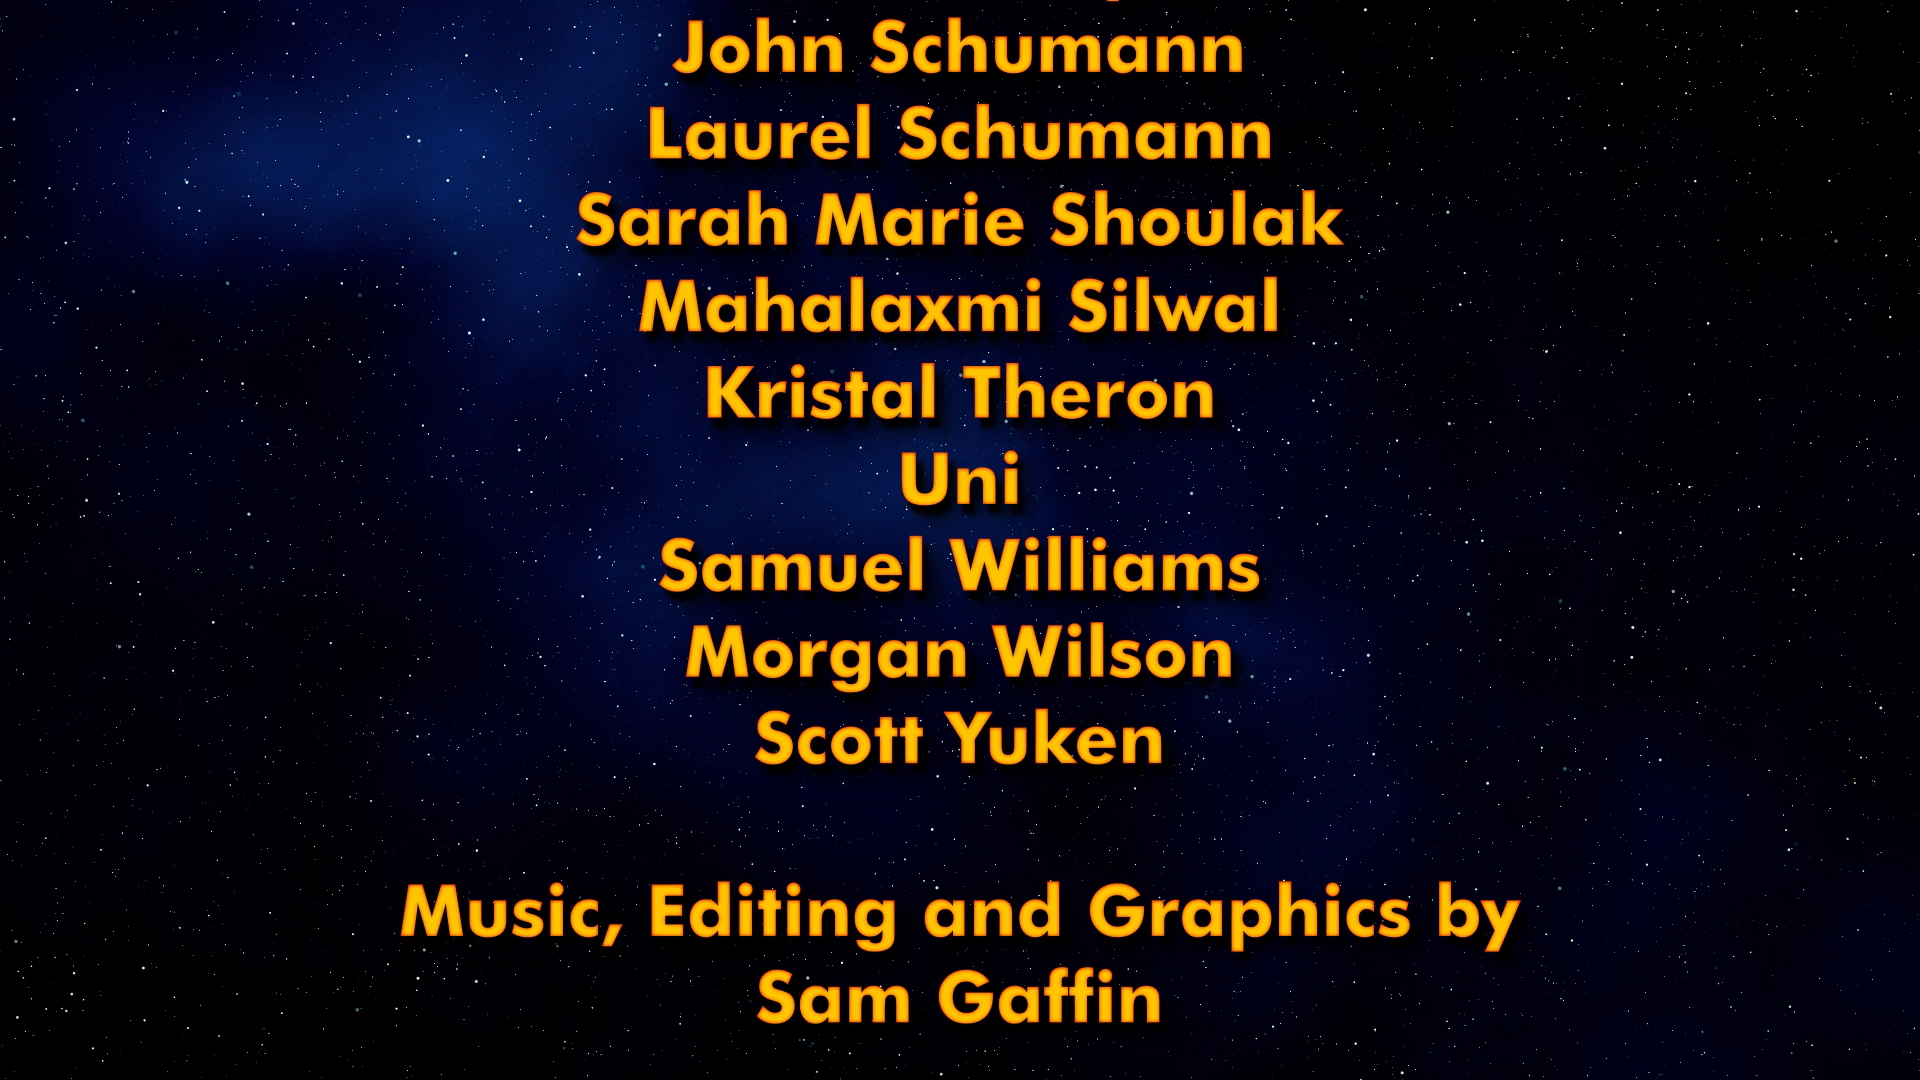 John Schumann
Laurel Schumann
Sarah Marie Shoulak
Mahalaxmi Silwal
Kristal Theron
Uni
Samuel Williams
Morgan Wilson
Scott Yuken
Music, Editing and Graphics by
Sam Gaffin